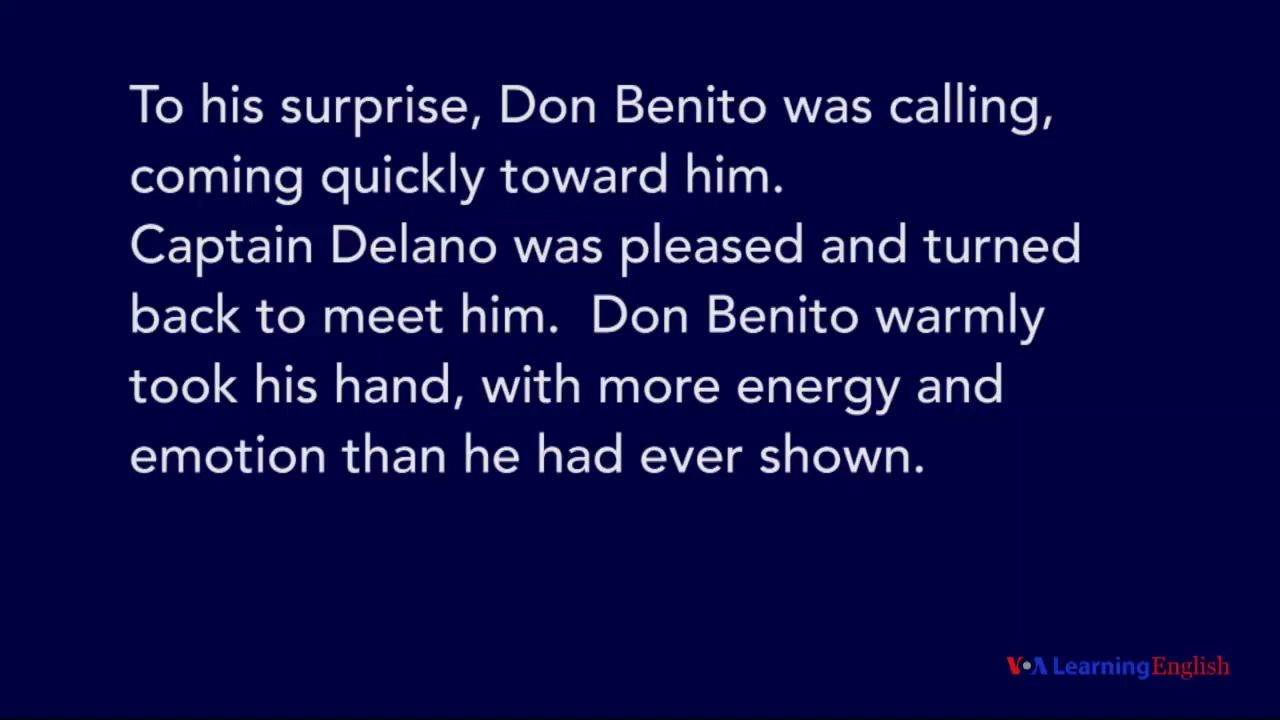 To his surprise, Don Benito was calling,
coming quickly toward him.
Captain Delano was pleased and turned
back to meet him.  Don Benito warmly
took his hand, with more energy and
emotion than he had ever shown.
VOA Learning English